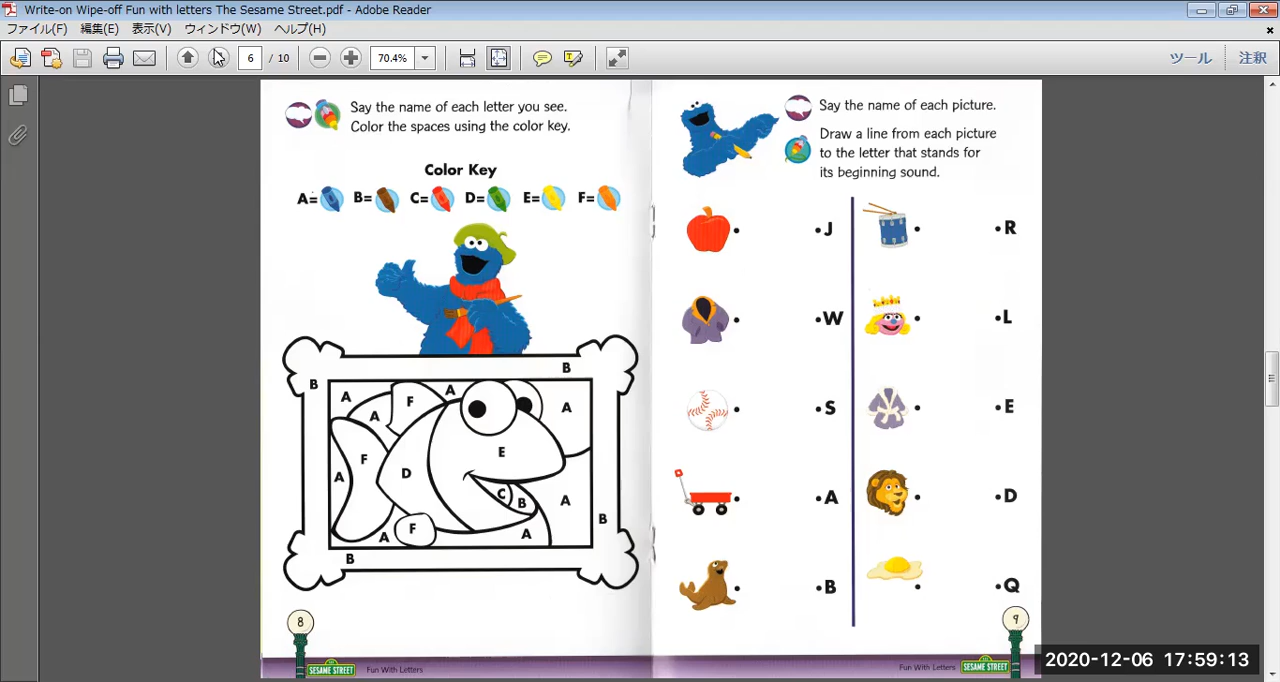 Write-on Wipe-off Fun with letters The Sesame Street.pdf - Adobe Reader
ファイル(F) 編集(E) 表示(V) ウィンドウ(W) ヘルプ(H)
6 / 10 70.4% ツール 注釈
Say the name of each letter you see.
Color the spaces using the color key.
Color Key
A= B= C= D= E= F=
B
B
A F A A
A
E
F D
A C B A
B
F
A A
B
8
SESAME STREET Fun With Letters
Say the name of each picture.
Draw a line from each picture
to the letter that stands for
its beginning sound.
•J •R
•W •L
•S •E
•A •D
•B •Q
9
Fun With Letters SESAME STREET
2020-12-06 17:59:13